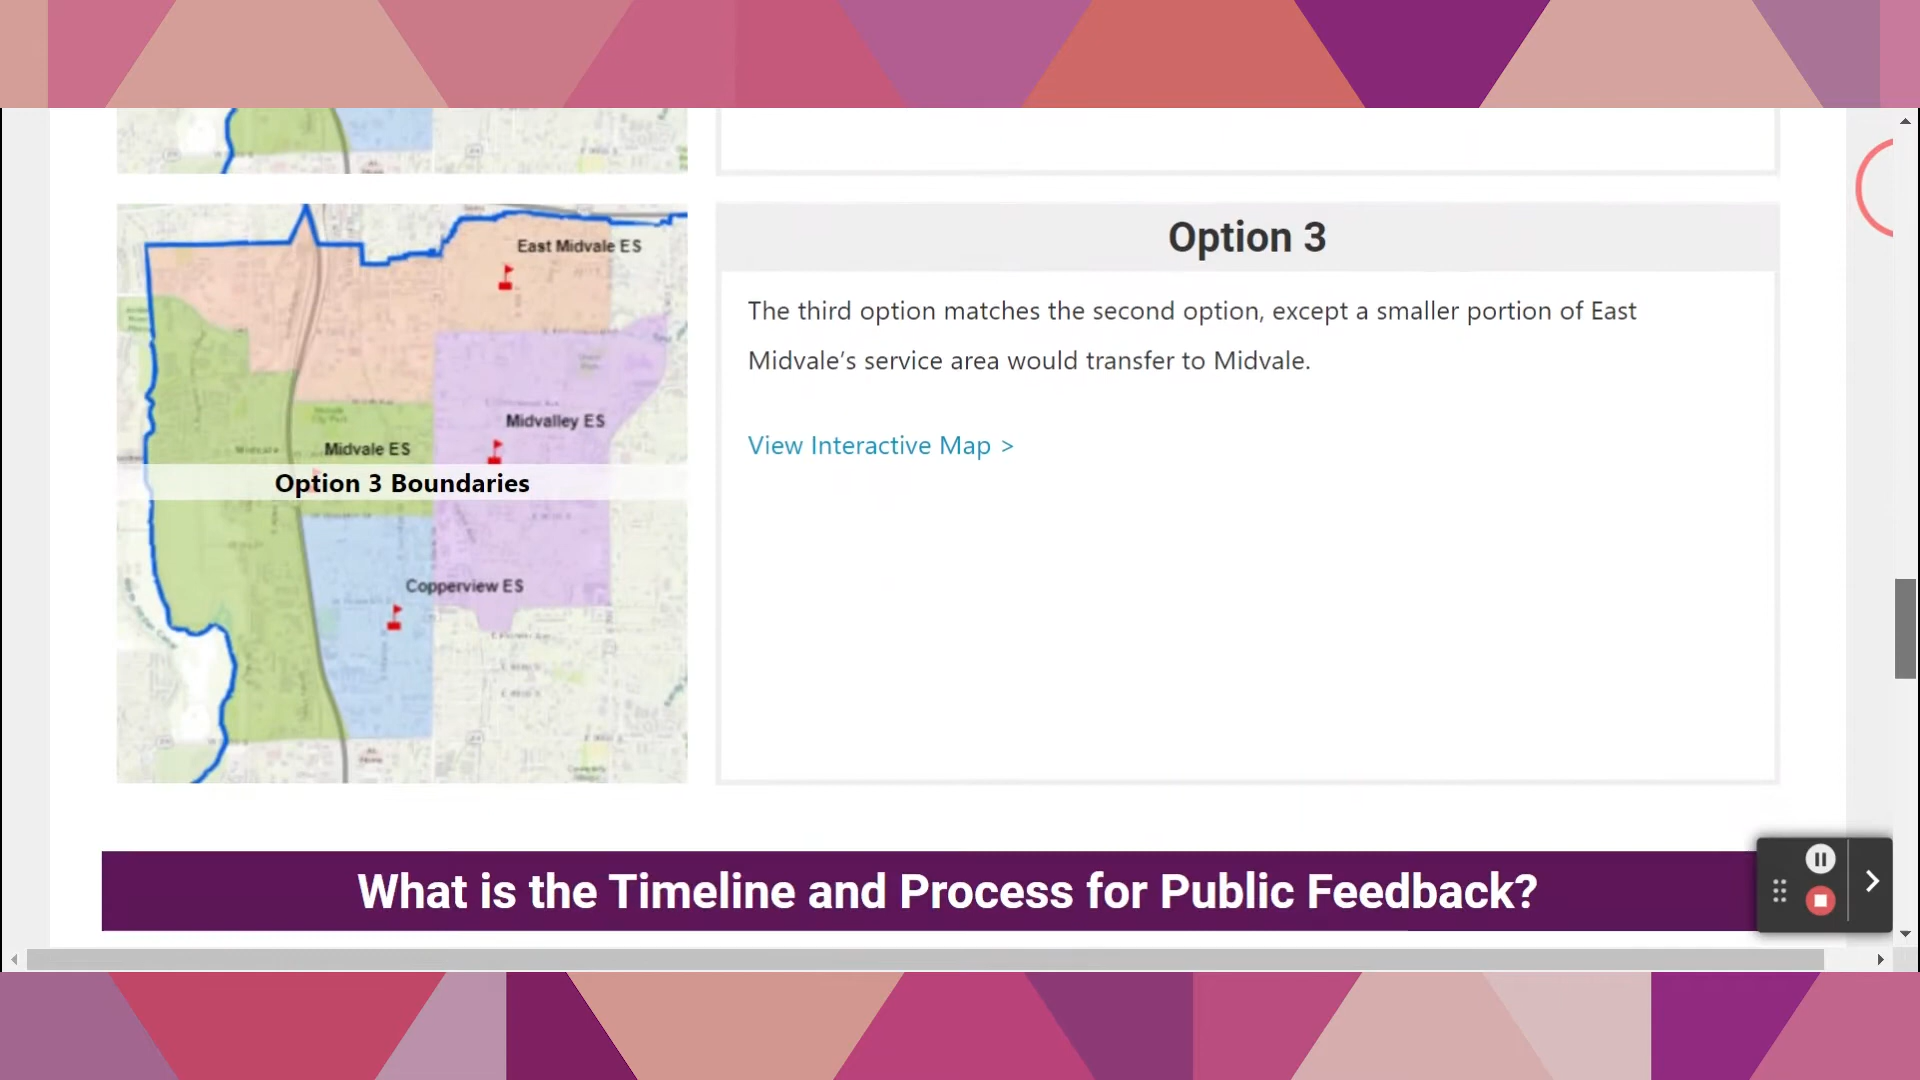 Option 3
The third option matches the second option, except a smaller portion of East
Midvale’s service area would transfer to Midvale.
View Interactive Map >
East Midvale ES
Midvalley ES
Midvale ES
Option 3 Boundaries
Copperview ES
What is the Timeline and Process for Public Feedback?